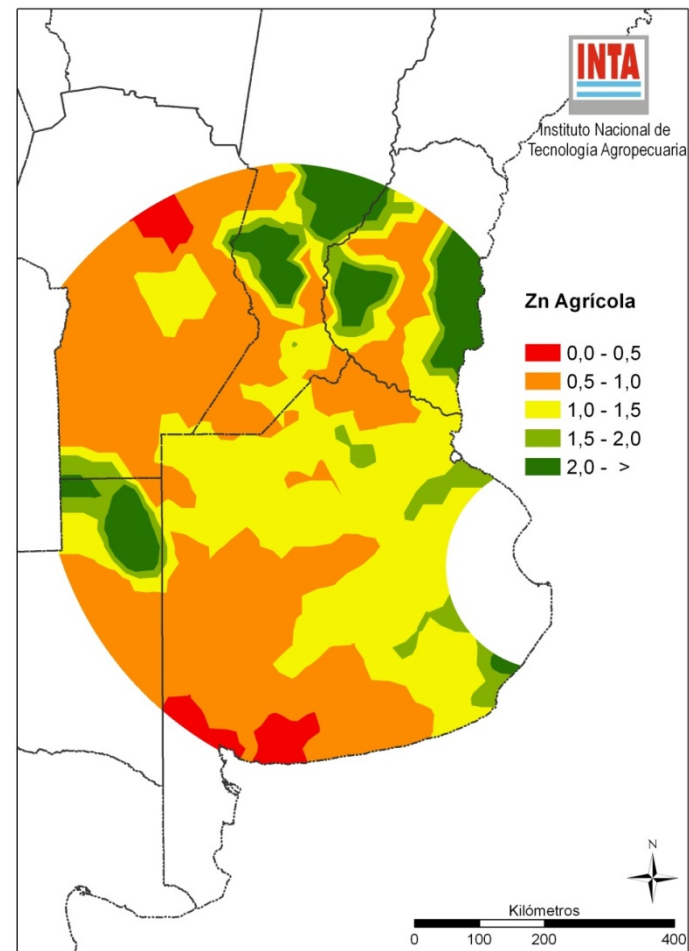 INTA
Instituto Nacional de
Tecnología Agropecuaria
Zn Agrícola
0,0 - 0,5
0,5 - 1,0
1,0 - 1,5
1,5 - 2,0
2,0 - >
N
Kilómetros
0 100 200 400